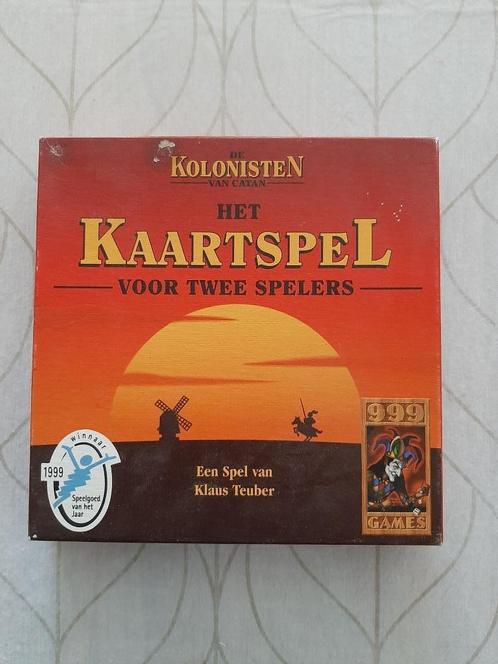 DE
KOLONISTEN
VAN CATAN
HET
KAARTSPEL
VOOR TWEE SPELERS
Een Spel van
Klaus Teuber
winnaar
1999
Speelgoed
van het
Jaar
999
GAMES